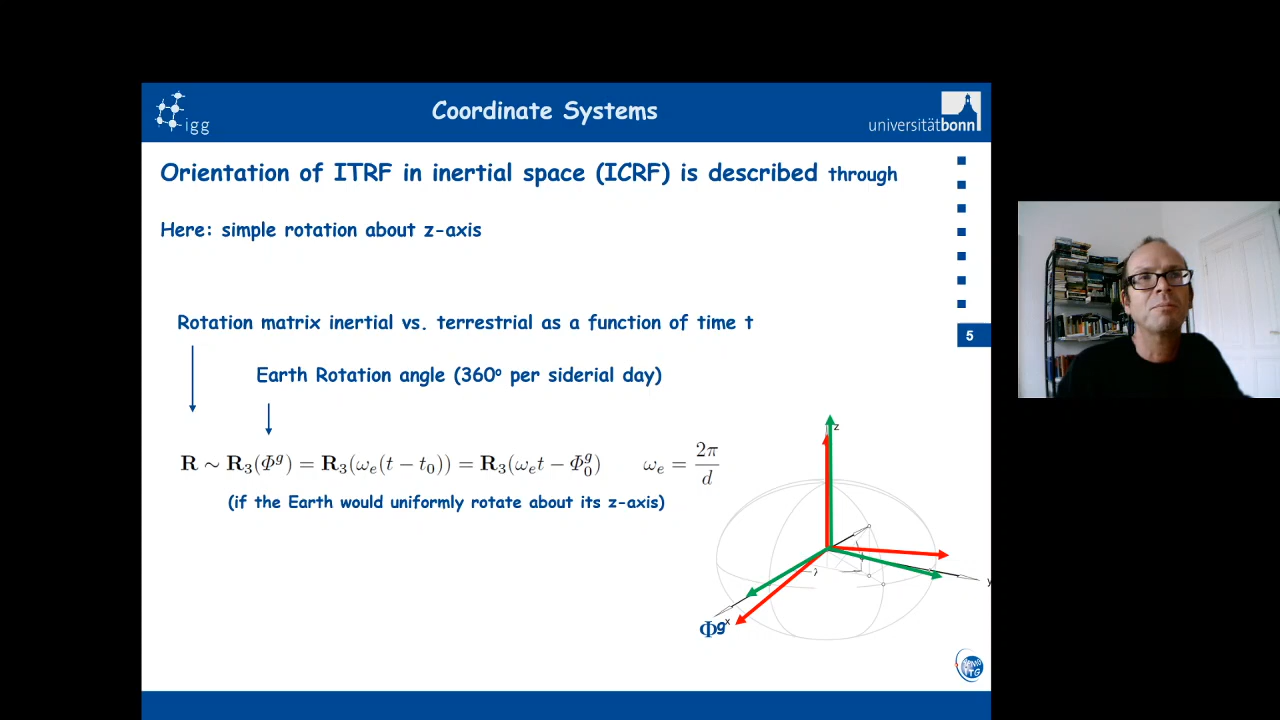 Coordinate Systems
igg
universitätbonn
Orientation of ITRF in inertial space (ICRF) is described through
Here: simple rotation about z-axis
Rotation matrix inertial vs. terrestrial as a function of time t
5
Earth Rotation angle (360° per siderial day)
R ∼ R₃(Φᵍ) = R₃(ωₑ(t − t₀)) = R₃(ωₑt − Φ₀ᵍ) ωₑ = 2π/d
(if the Earth would uniformly rotate about its z-axis)
z
λ
y
x
Φg
ITG